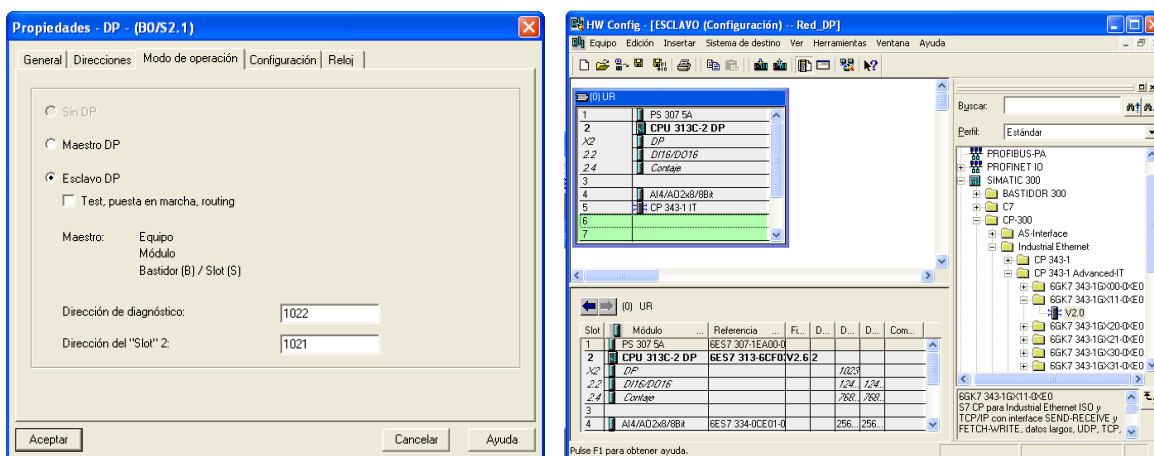 Propiedades - DP - (B0/S2.1)
General Direcciones Modo de operación Configuración Reloj
Sin DP
Maestro DP
Esclavo DP
Test, puesta en marcha, routing
Maestro: Equipo
Módulo
Bastidor (B) / Slot (S)
Dirección de diagnóstico: 1022
Dirección del "Slot" 2: 1021
Aceptar Cancelar Ayuda
HW Config - [ESCLAVO (Configuración) -- Red_DP]
Equipo Edición Insertar Sistema de destino Ver Herramientas Ventana Ayuda
(0) UR
1 PS 307 5A
2 CPU 313C-2 DP
X2 DP
2.2 DI16/DO16
2.4 Contaje
3
4 AI4/AO2x8/8Bit
5 CP 343-1 IT
6
7
Buscar:
Perfil: Estándar
PROFIBUS-PA
PROFINET IO
SIMATIC 300
BASTIDOR 300
C7
CP-300
AS-Interface
Industrial Ethernet
CP 343-1
CP 343-1 Advanced-IT
6GK7 343-1GX00-0XE0
6GK7 343-1GX11-0XE0
V2.0
6GK7 343-1GX20-0XE0
6GK7 343-1GX21-0XE0
6GK7 343-1GX30-0XE0
6GK7 343-1GX31-0XE0
(0) UR
Slot Módulo ... Referencia ... Fi... D... D... D... Com...
1 PS 307 5A 6ES7 307-1EA00-0
2 CPU 313C-2 DP 6ES7 313-6CF0 V2.6 2
X2 DP 1023
2.2 DI16/DO16 124... 124...
2.4 Contaje 768... 768...
3
4 AI4/AO2x8/8Bit 6ES7 334-0CE01-0 256... 256...
6GK7 343-1GX11-0XE0
S7 CP para Industrial Ethernet ISO y
TCP/IP con interface SEND-RECEIVE y
FETCH-WRITE, datos largos, UDP, TCP,
Pulse F1 para obtener ayuda.